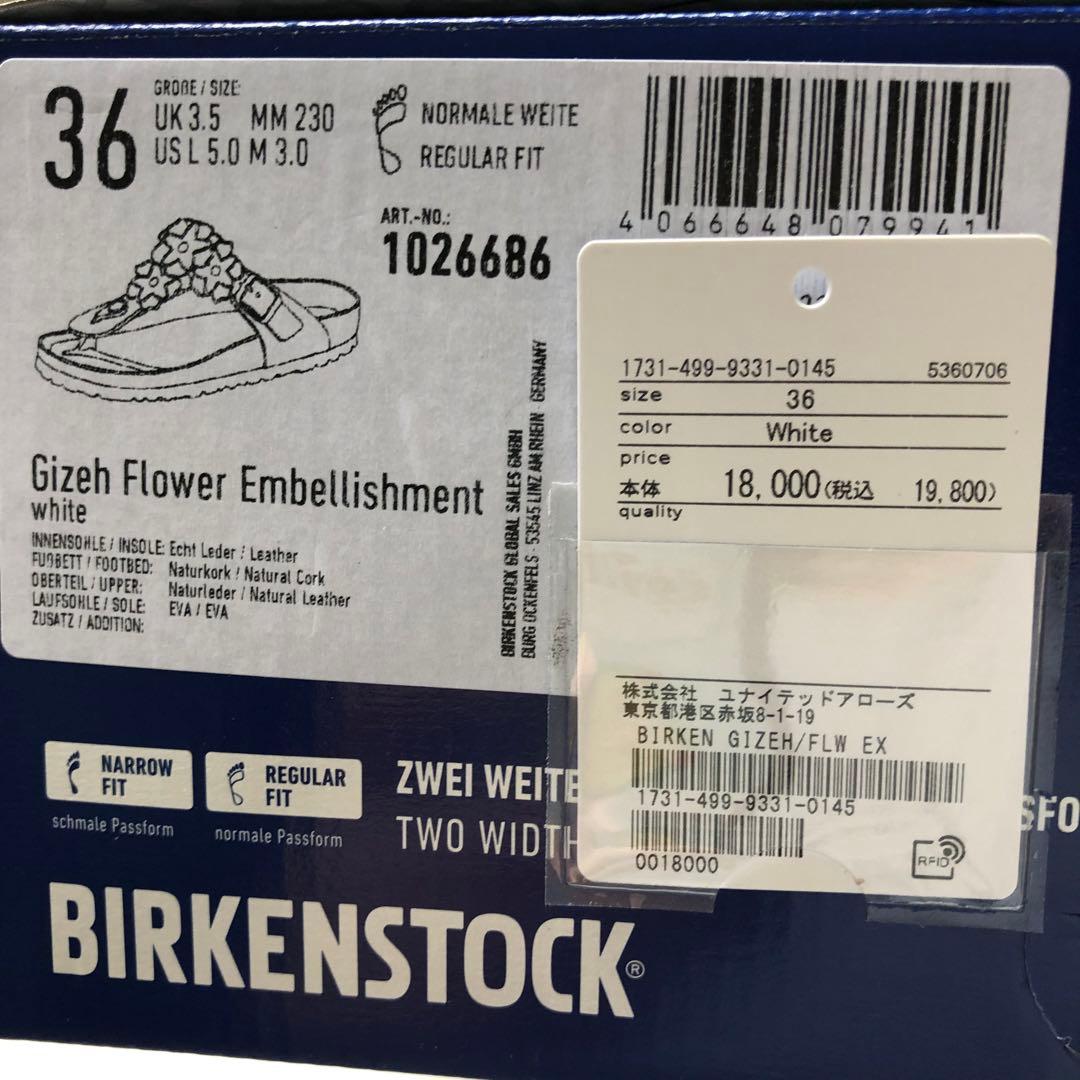 36
GRÖßE / SIZE:
UK 3.5 MM 230
US L 5.0 M 3.0
NORMALE WEITE
REGULAR FIT
ART.-NO.:
1026686
4 066648 079941
Gizeh Flower Embellishment
white
INNENSOHLE / INSOLE: Echt Leder / Leather
FUßBETT / FOOTBED: Naturkork / Natural Cork
OBERTEIL / UPPER: Naturleder / Natural Leather
LAUFSOHLE / SOLE: EVA / EVA
ZUSATZ / ADDITION:
BIRKENSTOCK GLOBAL SALES GMBH
BURG OCKENFELS · 53545 LINZ AM RHEIN · GERMANY
1731-499-9331-0145 5360706
size 36
color White
price
本体 18,000(税込 19,800)
quality
株式会社 ユナイテッドアローズ
東京都港区赤坂8-1-19
BIRKEN GIZEH/FLW EX
1731-499-9331-0145
0018000
RFID
NARROW
FIT
schmale Passform
REGULAR
FIT
normale Passform
ZWEI WEITE
TWO WIDTH
SFO
BIRKENSTOCK®